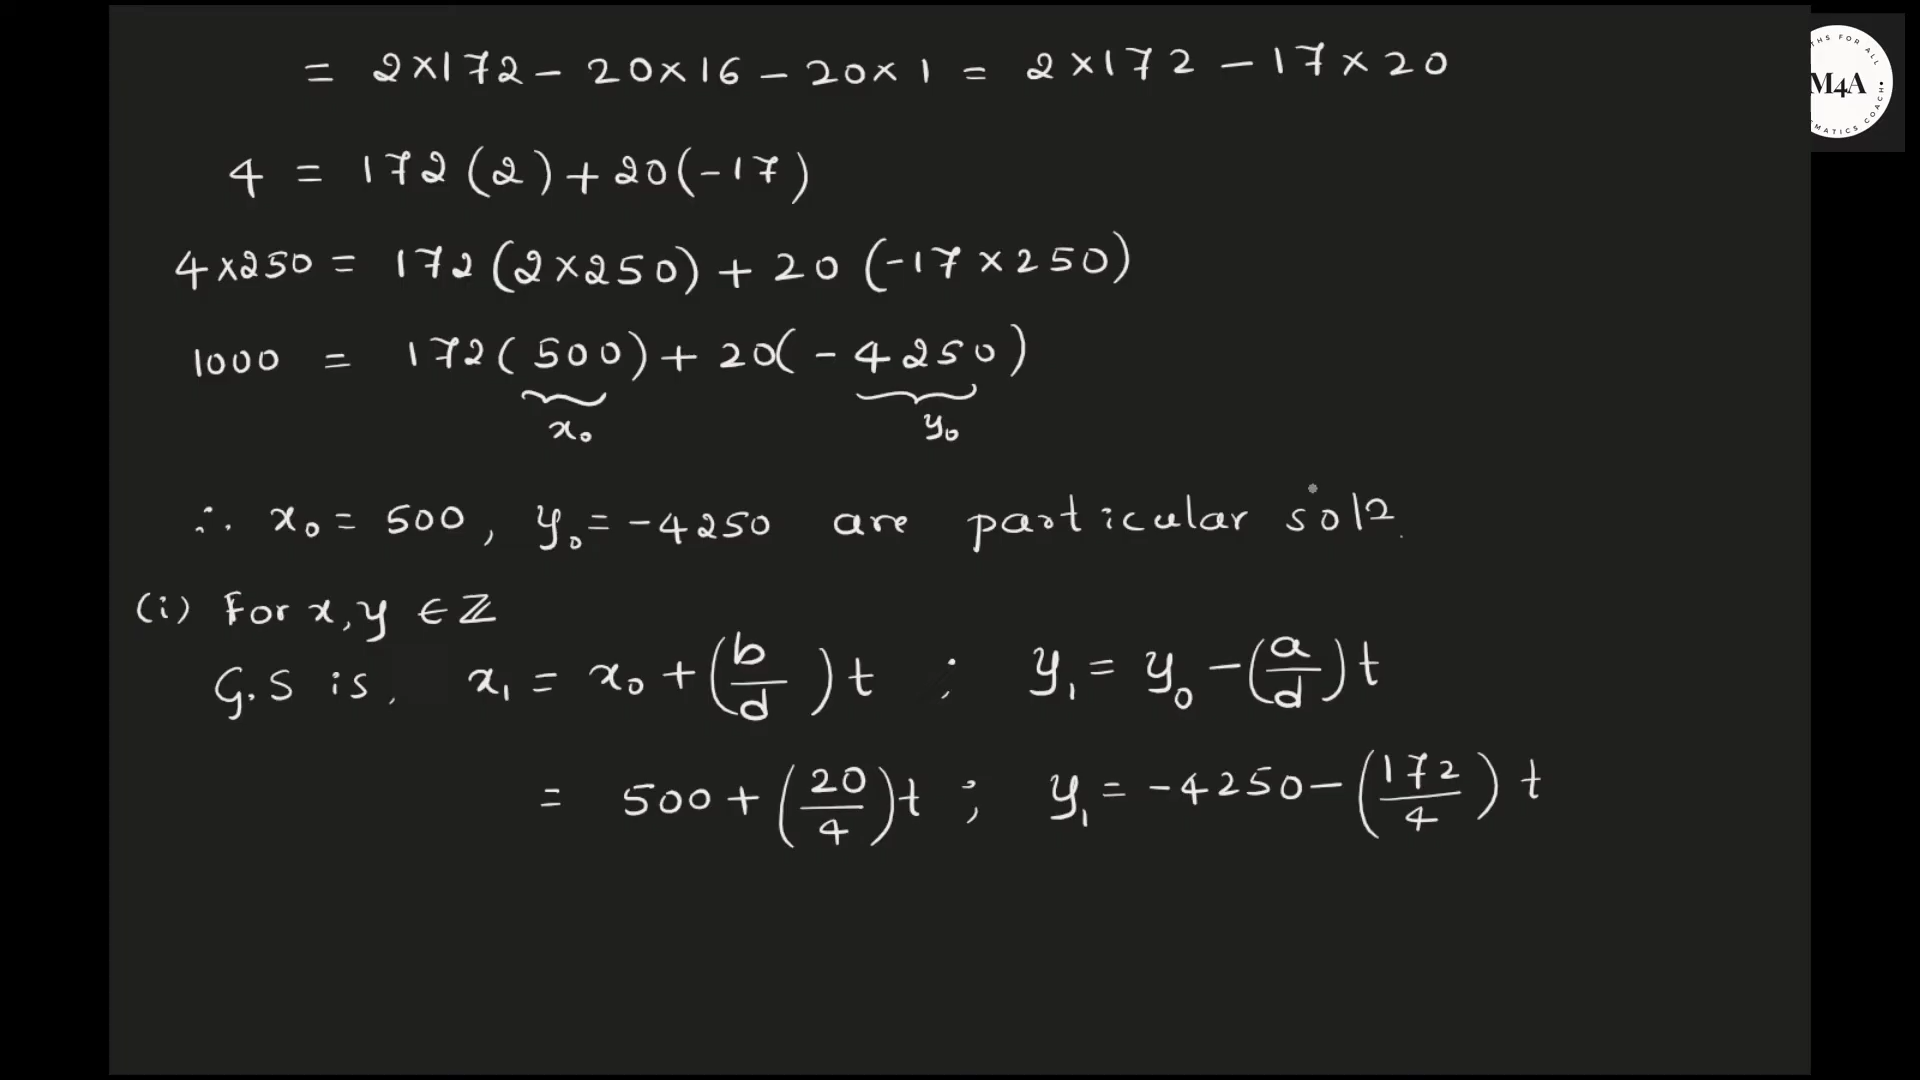 = 2×172 – 20×16 – 20×1 = 2×172 – 17×20
4 = 172(2)+20(-17)
4×250 = 172(2×250)+20(-17×250)
1000 = 172(500)+20(-4250)
x₀ y₀
∴ x₀ = 500, y₀ = -4250 are particular solⁿ.
(i) For x, y ∈ ℤ
G.S is, x₁ = x₀ + (b/d)t ; y₁ = y₀ – (a/d)t
= 500 + (20/4)t ; y₁ = -4250 – (172/4)t
M4A